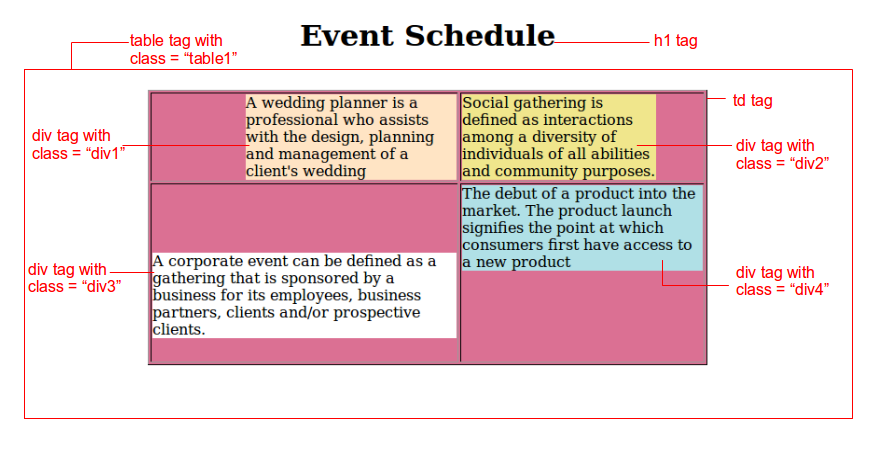 Event Schedule
h1 tag
table tag with
class = “table1”
td tag
div tag with
class = “div1”
A wedding planner is a
professional who assists
with the design, planning
and management of a
client's wedding
Social gathering is
defined as interactions
among a diversity of
individuals of all abilities
and community purposes.
div tag with
class = “div2”
div tag with
class = “div3”
A corporate event can be defined as a
gathering that is sponsored by a
business for its employees, business
partners, clients and/or prospective
clients.
The debut of a product into the
market. The product launch
signifies the point at which
consumers first have access to
a new product
div tag with
class = “div4”